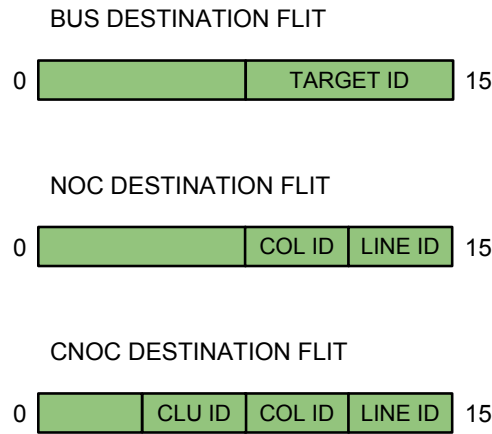 BUS DESTINATION FLIT
0 TARGET ID 15
NOC DESTINATION FLIT
0 COL ID LINE ID 15
CNOC DESTINATION FLIT
0 CLU ID COL ID LINE ID 15